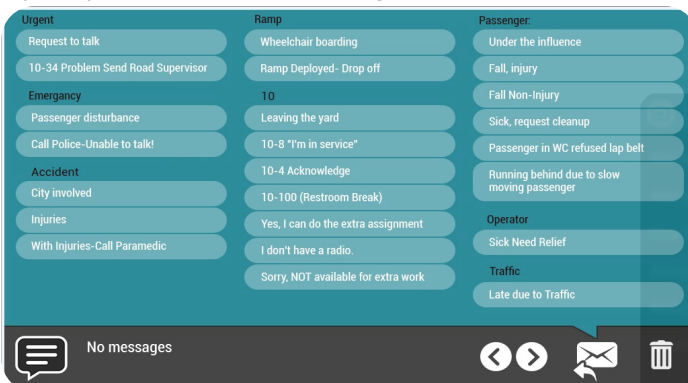 Urgent
Request to talk
10-34 Problem Send Road Supervisor
Emergancy
Passenger disturbance
Call Police-Unable to talk!
Accident
City involved
Injuries
With Injuries-Call Paramedic
Ramp
Wheelchair boarding
Ramp Deployed- Drop off
10
Leaving the yard
10-8 "I'm in service"
10-4 Acknowledge
10-100 (Restroom Break)
Yes, I can do the extra assignment
I don't have a radio.
Sorry, NOT available for extra work
Passenger:
Under the influence
Fall, injury
Fall Non-Injury
Sick, request cleanup
Passenger in WC refused lap belt
Running behind due to slow
moving passenger
Operator
Sick Need Relief
Traffic
Late due to Traffic
No messages